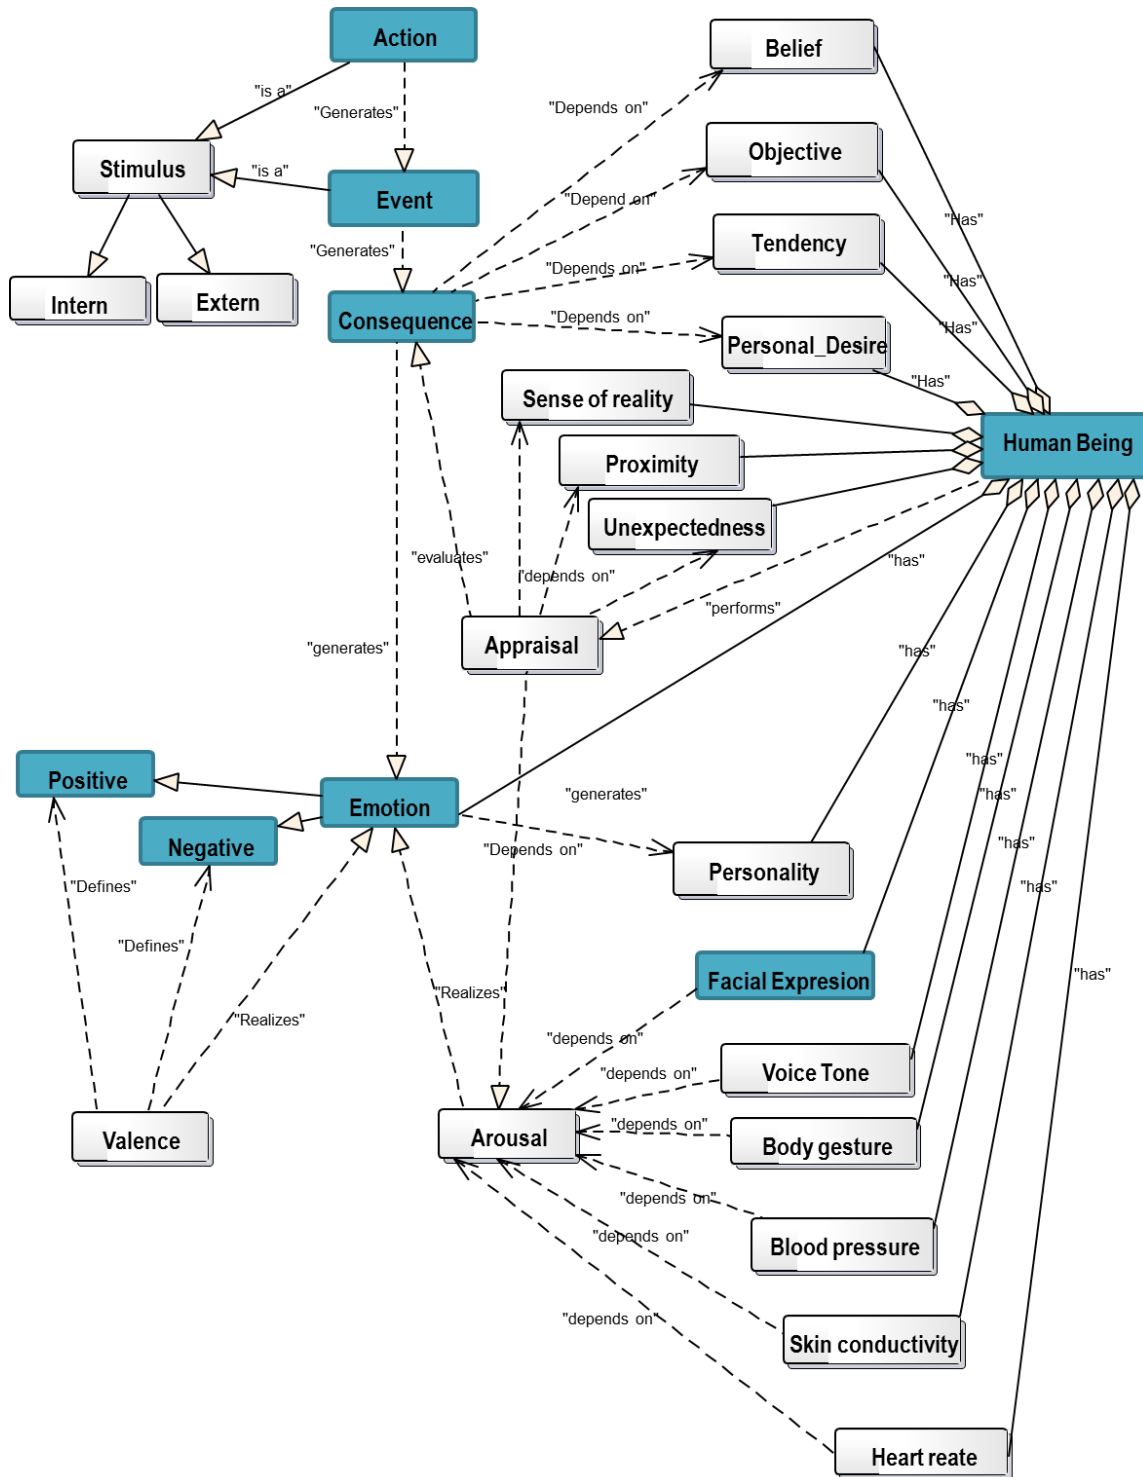 Action
Belief
"is a"
"Generates"
"Depends on"
Stimulus
Objective
"is a"
Event
"Depend on"
"Has"
"Generates"
Tendency
"Depends on"
"Has"
Intern
Extern
Consequence
"Depends on"
"Has"
Personal_Desire
"Has"
Sense of reality
Human Being
Proximity
Unexpectedness
"evaluates"
"depends on"
"has"
"performs"
Appraisal
"generates"
"has"
"has"
Positive
Emotion
"generates"
"has"
"has"
Negative
"Depends on"
Personality
"has"
"Defines"
"has"
"Defines"
Facial Expresion
"has"
"Realizes"
"Realizes"
"depends on"
Voice Tone
"depends on"
Valence
Arousal
"depends on"
Body gesture
"depends on"
"depends on"
Blood pressure
"depends on"
Skin conductivity
Heart reate